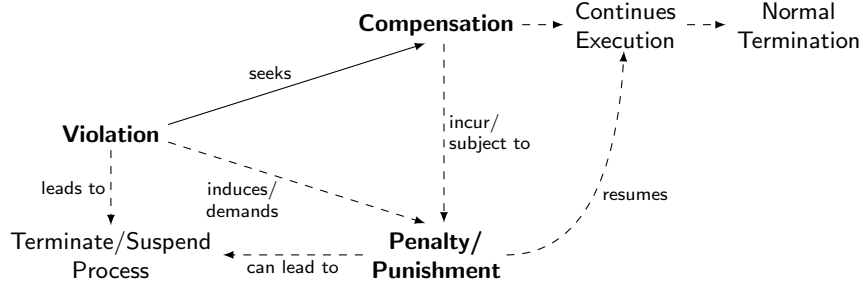 Compensation
Continues
Execution
Normal
Termination
seeks
Violation
incur/
subject to
leads to
induces/
demands
resumes
Terminate/Suspend
Process
can lead to
Penalty/
Punishment